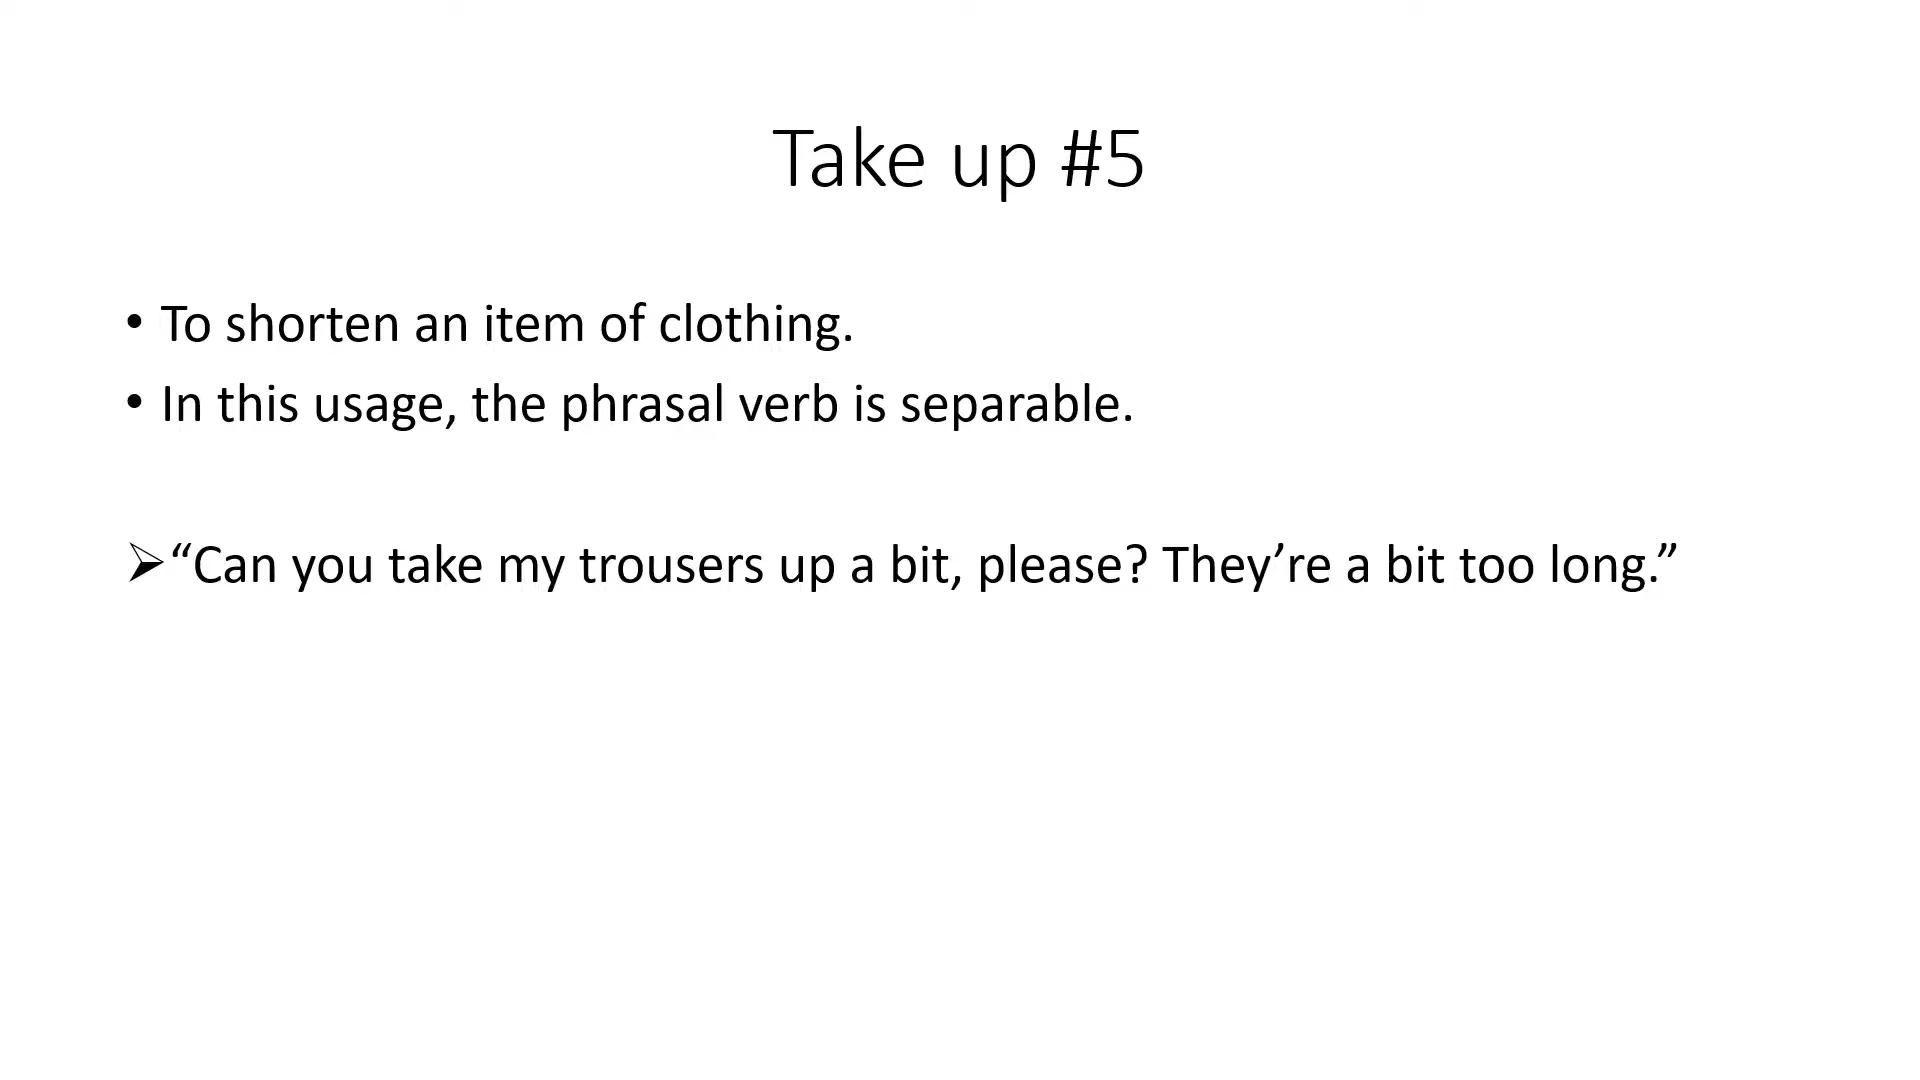 Take up #5
• To shorten an item of clothing.
• In this usage, the phrasal verb is separable.
➢“Can you take my trousers up a bit, please? They’re a bit too long.”